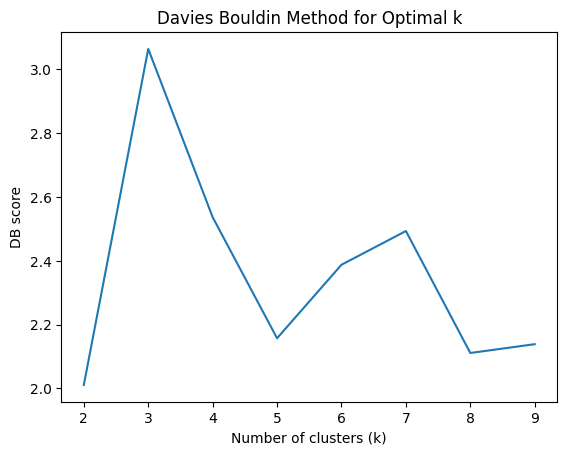 Davies Bouldin Method for Optimal k
3.0
2.8
2.6
2.4
2.2
2.0
DB score
2 3 4 5 6 7 8 9
Number of clusters (k)